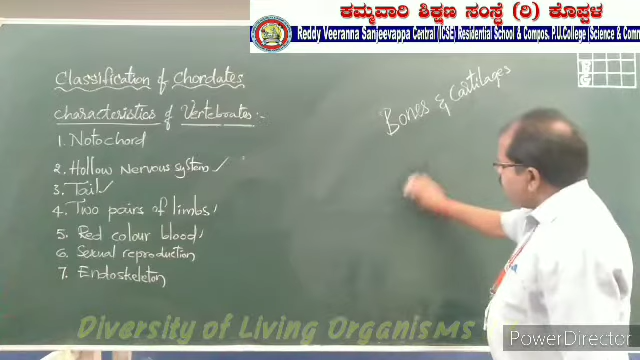 ಕಮ್ಮವಾರಿ ಶಿಕ್ಷಣ ಸಂಸ್ಥೆ (ರಿ) ಕೊಪ್ಪಳ
Reddy Veeranna Sanjeevappa Central (ICSE) Residential School & Compos. P.U.College (Science & Comm
Classification of Chordates
Characteristics of Vertebrates:-
1. Notochord
2. Hollow Nervous system
3. Tail
4. Two pairs of limbs
5. Red colour blood
6. Sexual reproduction
7. Endoskeleton
Bones & Cartilages
Diversity of Living Organisms
PowerDirector